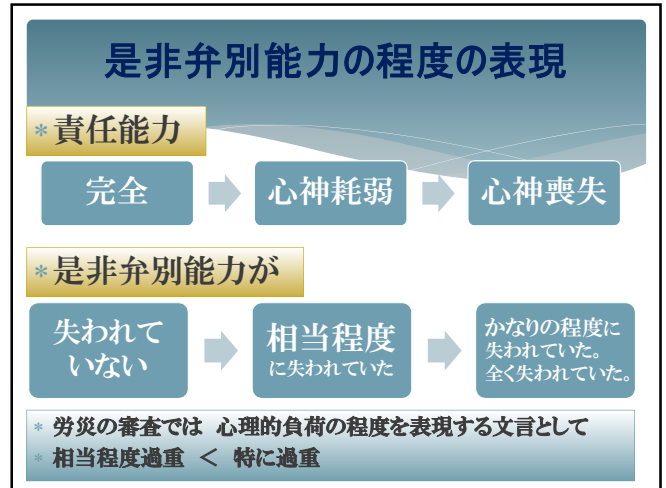 是非弁別能力の程度の表現
* 責任能力
完全
心神耗弱
心神喪失
* 是非弁別能力が
失われて
いない
相当程度
に失われていた
かなりの程度に
失われていた。
全く失われていた。
* 労災の審査では 心理的負荷の程度を表現する文言として
* 相当程度過重 < 特に過重